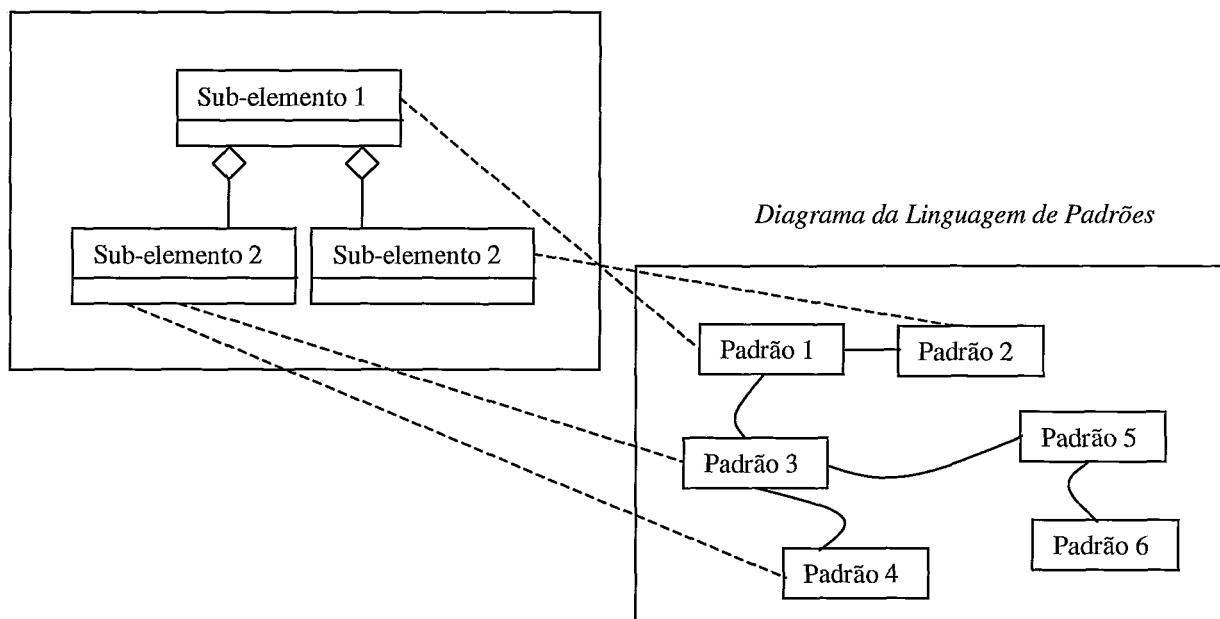 Sub-elemento 1
Sub-elemento 2
Sub-elemento 2
Diagrama da Linguagem de Padrões
Padrão 1
Padrão 2
Padrão 3
Padrão 5
Padrão 4
Padrão 6